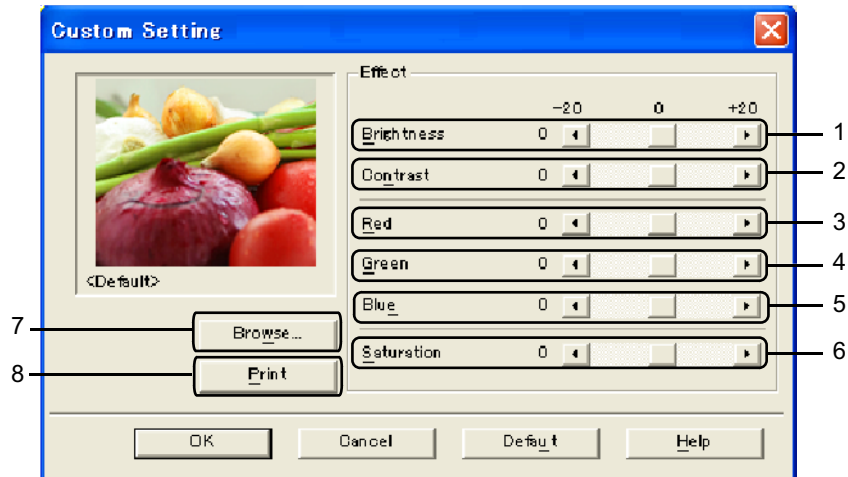 Custom Setting
Effect
-20 0 +20
Brightness 0 1
Contrast 0 2
Red 0 3
Green 0 4
<Default>
Blue 0 5
7 Browse...
Saturation 0 6
8 Print
OK Cancel Default Help